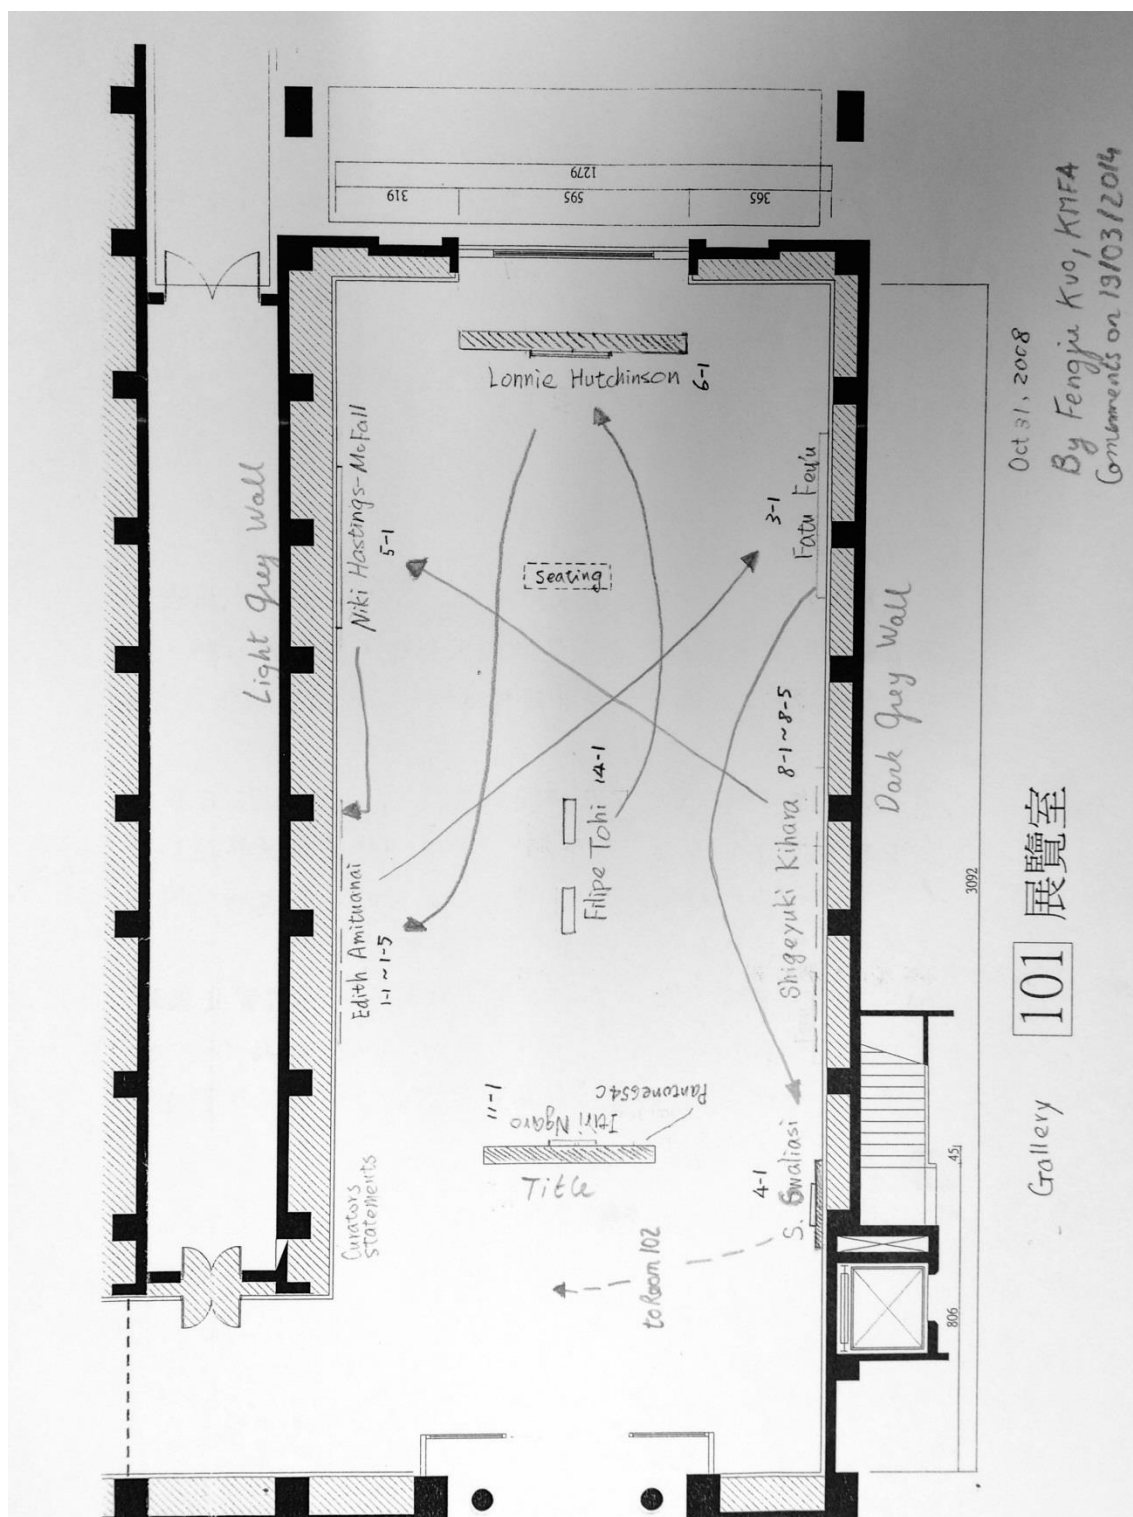 1279
319
595
365
Lonnie Hutchinson
6-1
Niki Hastings-McFall
5-1
Light Grey Wall
Seating
3-1
Fatu Feu'u
Dark Grey Wall
Filipe Tohi 14-1
Shigeyuki Kihara 8-1~8-5
Edith Amituanai
1-1~1-5
11-1
Itiri Ngaro
Pantone654C
Title
Curators
statements
4-1
S. Gwaliasi
to Room 102
3092
45
806
Oct 31, 2008
By Fengju Kuo, KMFA
Comments on 19/03/2014
Gallery 101 展覽室